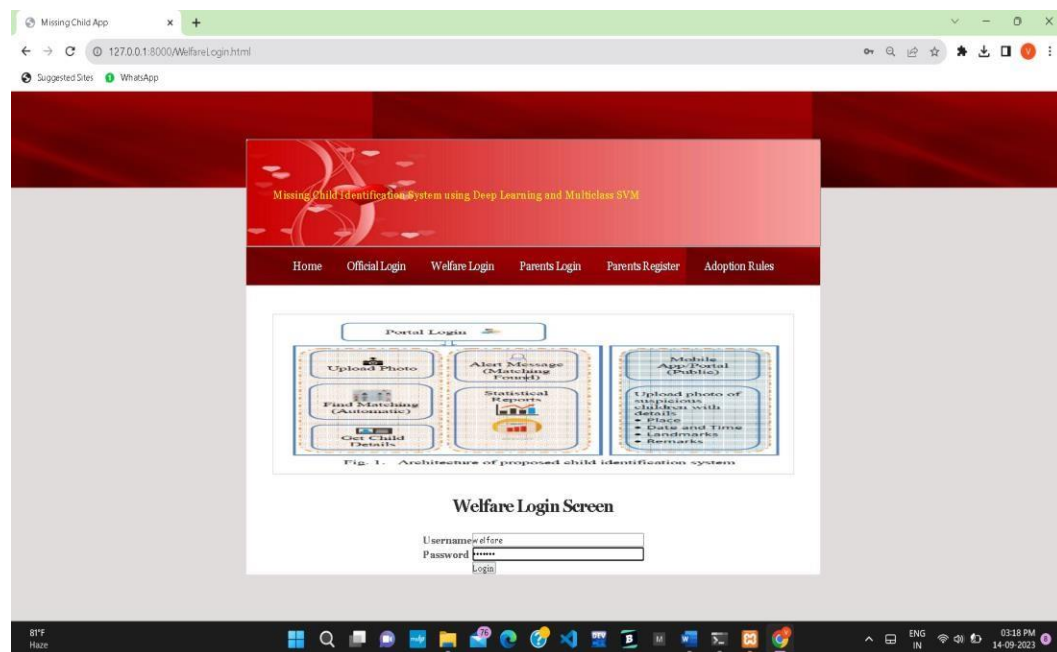 Missing Child App
127.0.0.1:8000/WelfareLogin.html
V
Suggested Sites
WhatsApp
Missing Child Identification System using Deep Learning and Multiclass SVM
Home Official Login Welfare Login Parents Login Parents Register Adoption Rules
Portal Login
Upload Photo
Find Matching
(Automatic)
Get Child
Details
Alert Message
(Matching
Found)
Statistical
Reports
Mobile
App/Portal
(Public)
Upload photo of
suspicious
children with
details
• Place
• Date and Time
• Landmarks
• Remarks
Fig. 1. Architecture of proposed child identification system
Welfare Login Screen
Username welfare
Password
Login
81°F
Haze
76
ENG
IN
03:18 PM
14-09-2023
8